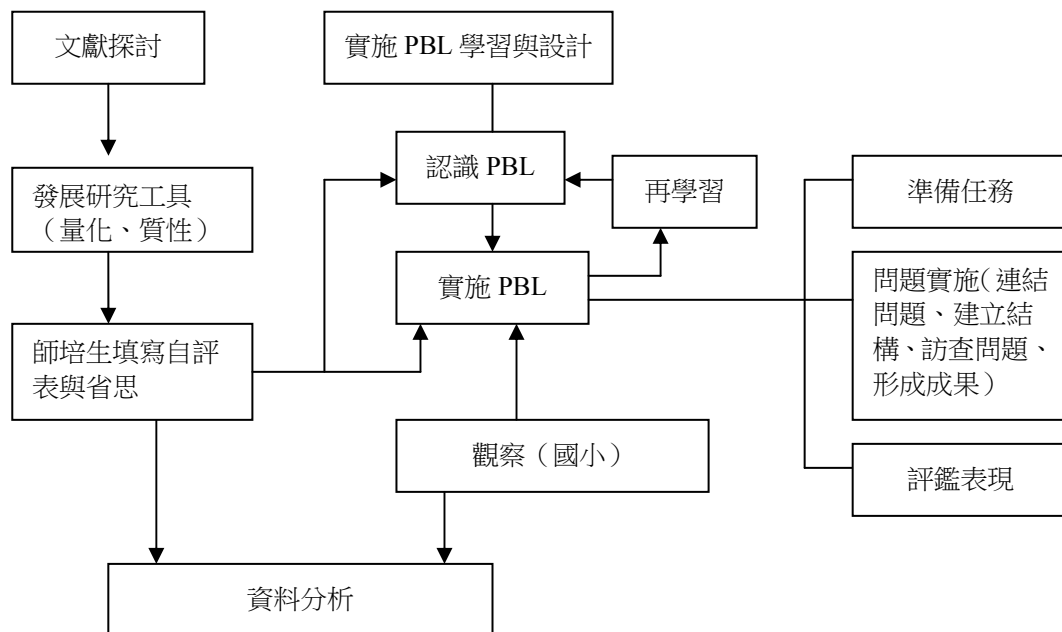 文獻探討
實施 PBL 學習與設計
認識 PBL
再學習
準備任務
發展研究工具
（量化、質性）
實施 PBL
問題實施（連結
問題、建立結
構、訪查問題、
形成成果）
師培生填寫自評
表與省思
觀察（國小）
評鑑表現
資料分析